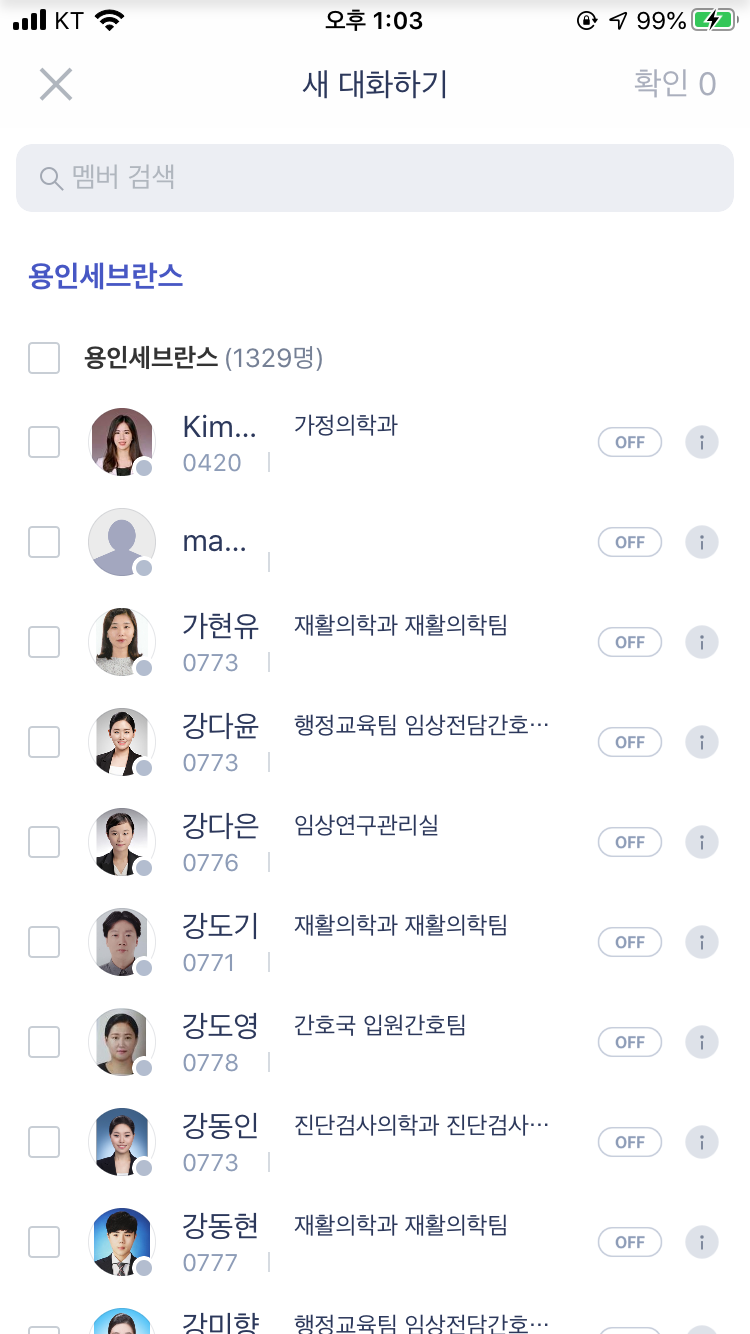 KT 오후 1:03 99%
새 대화하기 확인 0
멤버 검색
용인세브란스
용인세브란스 (1329명)
Kim... 가정의학과 OFF
0420
ma... OFF
가현유 재활의학과 재활의학팀 OFF
0773
강다윤 행정교육팀 임상전담간호… OFF
0773
강다은 임상연구관리실 OFF
0776
강도기 재활의학과 재활의학팀 OFF
0771
강도영 간호국 입원간호팀 OFF
0778
강동인 진단검사의학과 진단검사… OFF
0773
강동현 재활의학과 재활의학팀 OFF
0777
강미향 행정교육팀 임상전담간호…